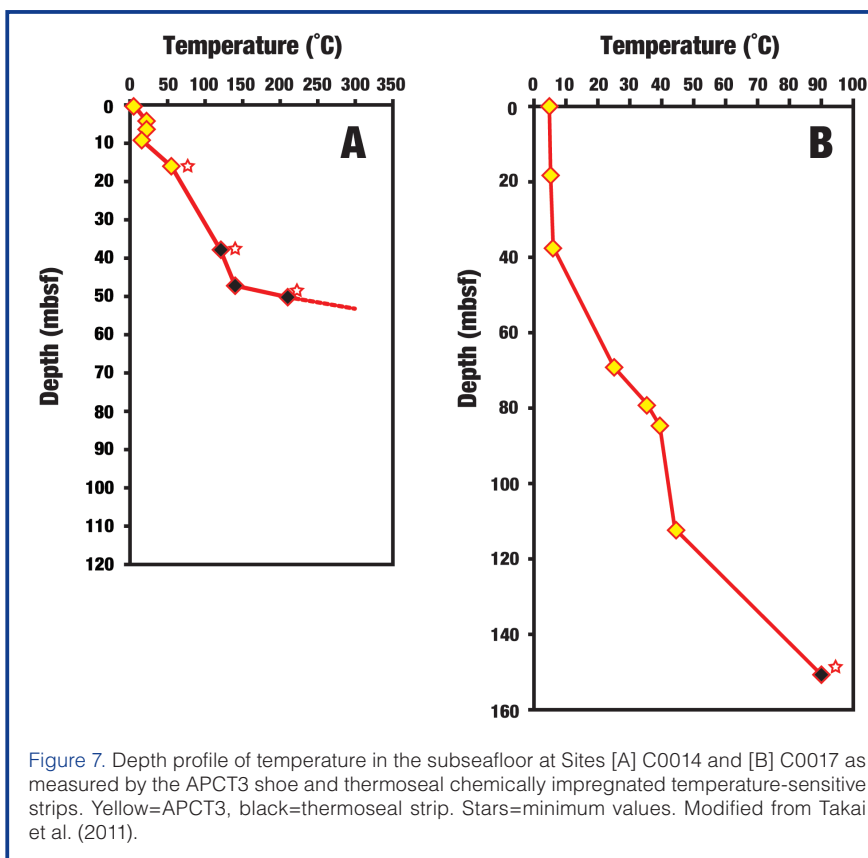 Temperature (˚C)
0 50 100 150 200 250 300 350
0
10
20
30
40
50
60
70
80
90
100
110
120
Depth (mbsf)
A
Temperature (˚C)
0 10 20 30 40 50 60 70 80 90 100
0
20
40
60
80
100
120
140
160
Depth (mbsf)
B
Figure 7. Depth profile of temperature in the subseafloor at Sites [A] C0014 and [B] C0017 as
measured by the APCT3 shoe and thermoseal chemically impregnated temperature-sensitive
strips. Yellow=APCT3, black=thermoseal strip. Stars=minimum values. Modified from Takai
et al. (2011).